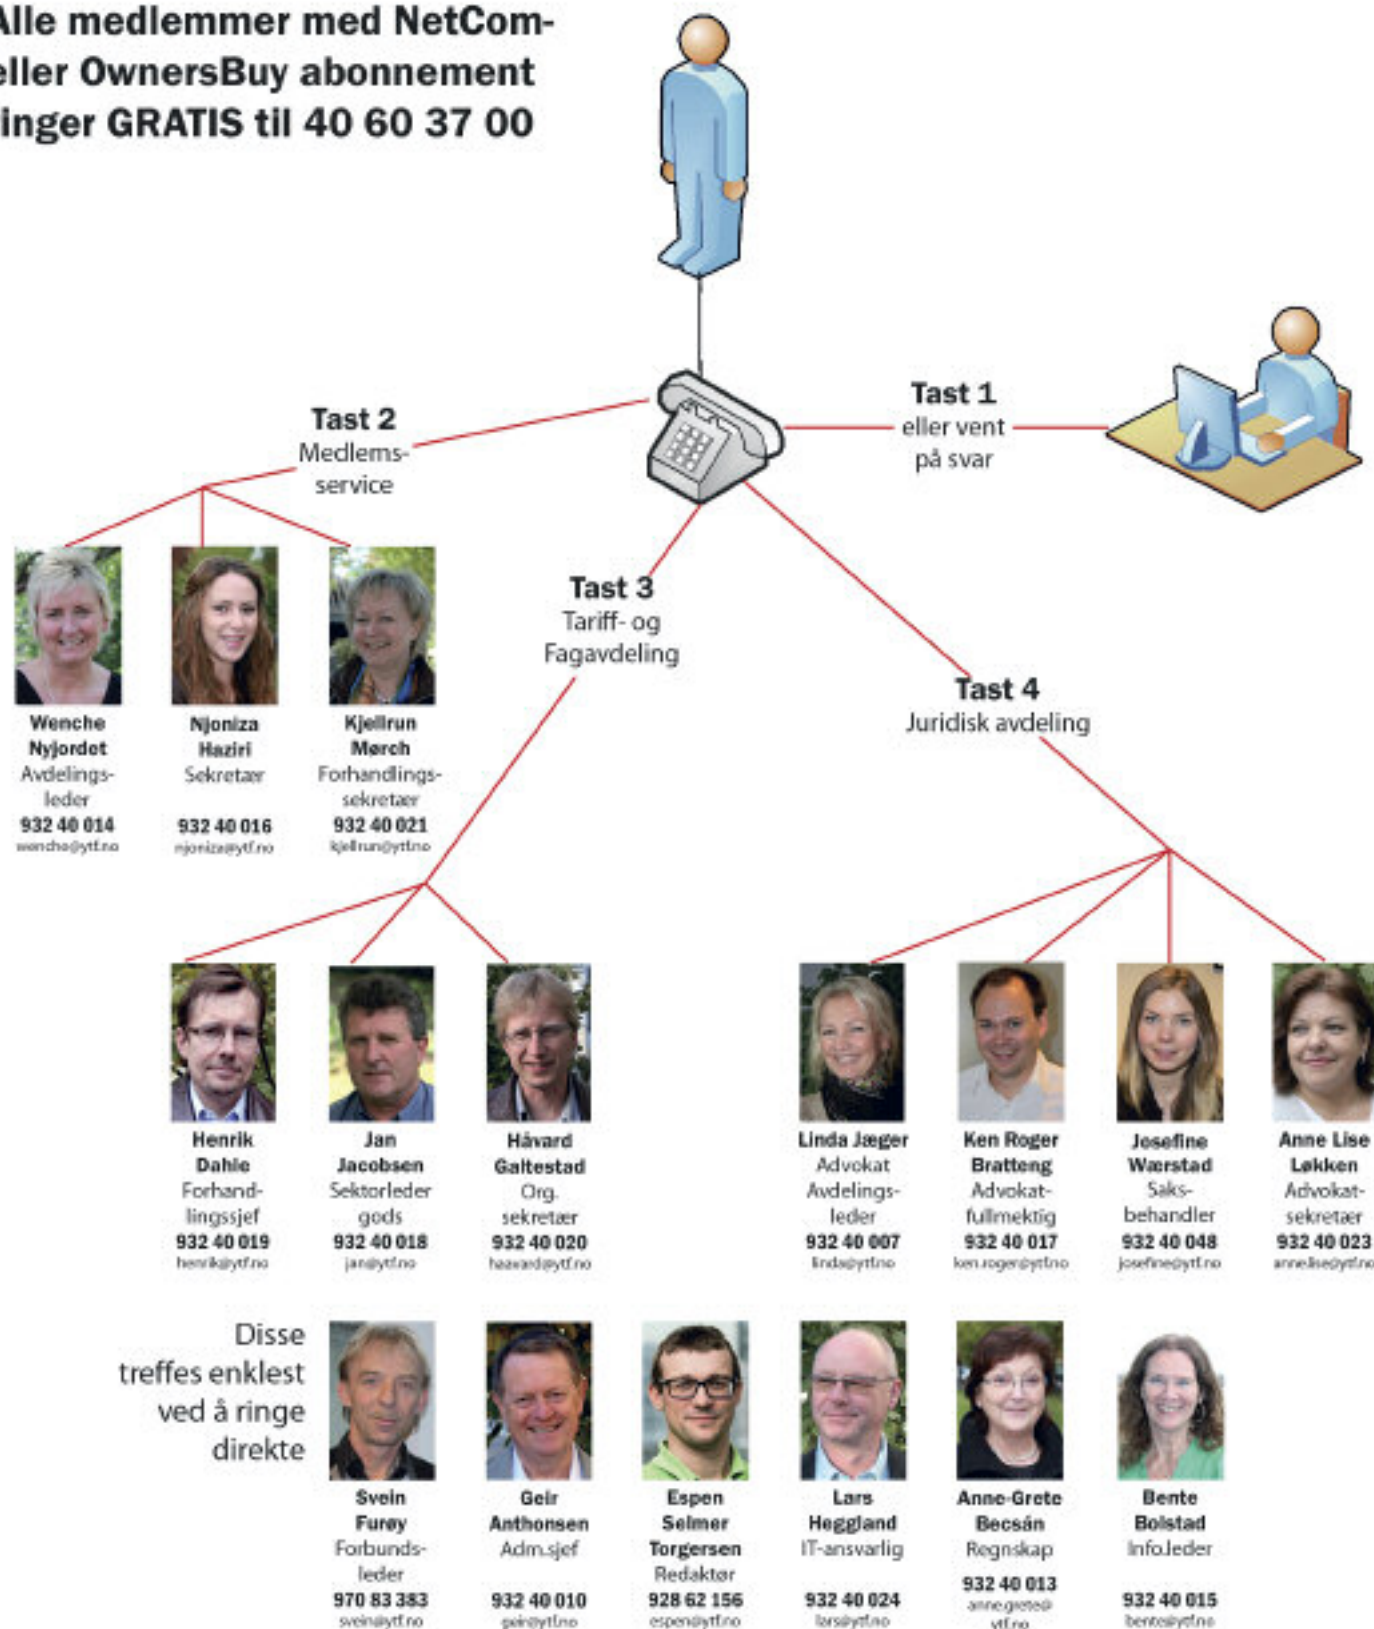 Alle medlemmer med NetCom-
eller OwnersBuy abonnement
ringer GRATIS til 40 60 37 00
Tast 1
eller vent
på svar
Tast 2
Medlems-
service
Wenche
Nyjordet
Avdelings-
leder
932 40 014
wenche@ytf.no
Njoniza
Haziri
Sekretær
932 40 016
njoniza@ytf.no
Kjellrun
Mørch
Forhandlings-
sekretær
932 40 021
kjellrun@ytf.no
Tast 3
Tariff- og
Fagavdeling
Tast 4
Juridisk avdeling
Henrik
Dahle
Forhand-
lingssjef
932 40 019
henrik@ytf.no
Jan
Jacobsen
Sektorleder
gods
932 40 018
jan@ytf.no
Håvard
Galtestad
Org.
sekretær
932 40 020
haavard@ytf.no
Linda Jæger
Advokat
Avdelings-
leder
932 40 007
linda@ytf.no
Ken Roger
Bratteng
Advokat-
fullmektig
932 40 017
ken.roger@ytf.no
Josefine
Wærstad
Saks-
behandler
932 40 048
josefine@ytf.no
Anne Lise
Løkken
Advokat-
sekretær
932 40 023
anne.lise@ytf.no
Disse
treffes enklest
ved å ringe
direkte
Svein
Furøy
Forbunds-
leder
970 83 383
svein@ytf.no
Geir
Anthonsen
Adm.sjef
932 40 010
geir@ytf.no
Espen
Selmer
Torgersen
Redaktør
928 62 156
espen@ytf.no
Lars
Heggland
IT-ansvarlig
932 40 024
lars@ytf.no
Anne-Grete
Becsán
Regnskap
932 40 013
anne.grete@
ytf.no
Bente
Bolstad
Info.leder
932 40 015
bente@ytf.no